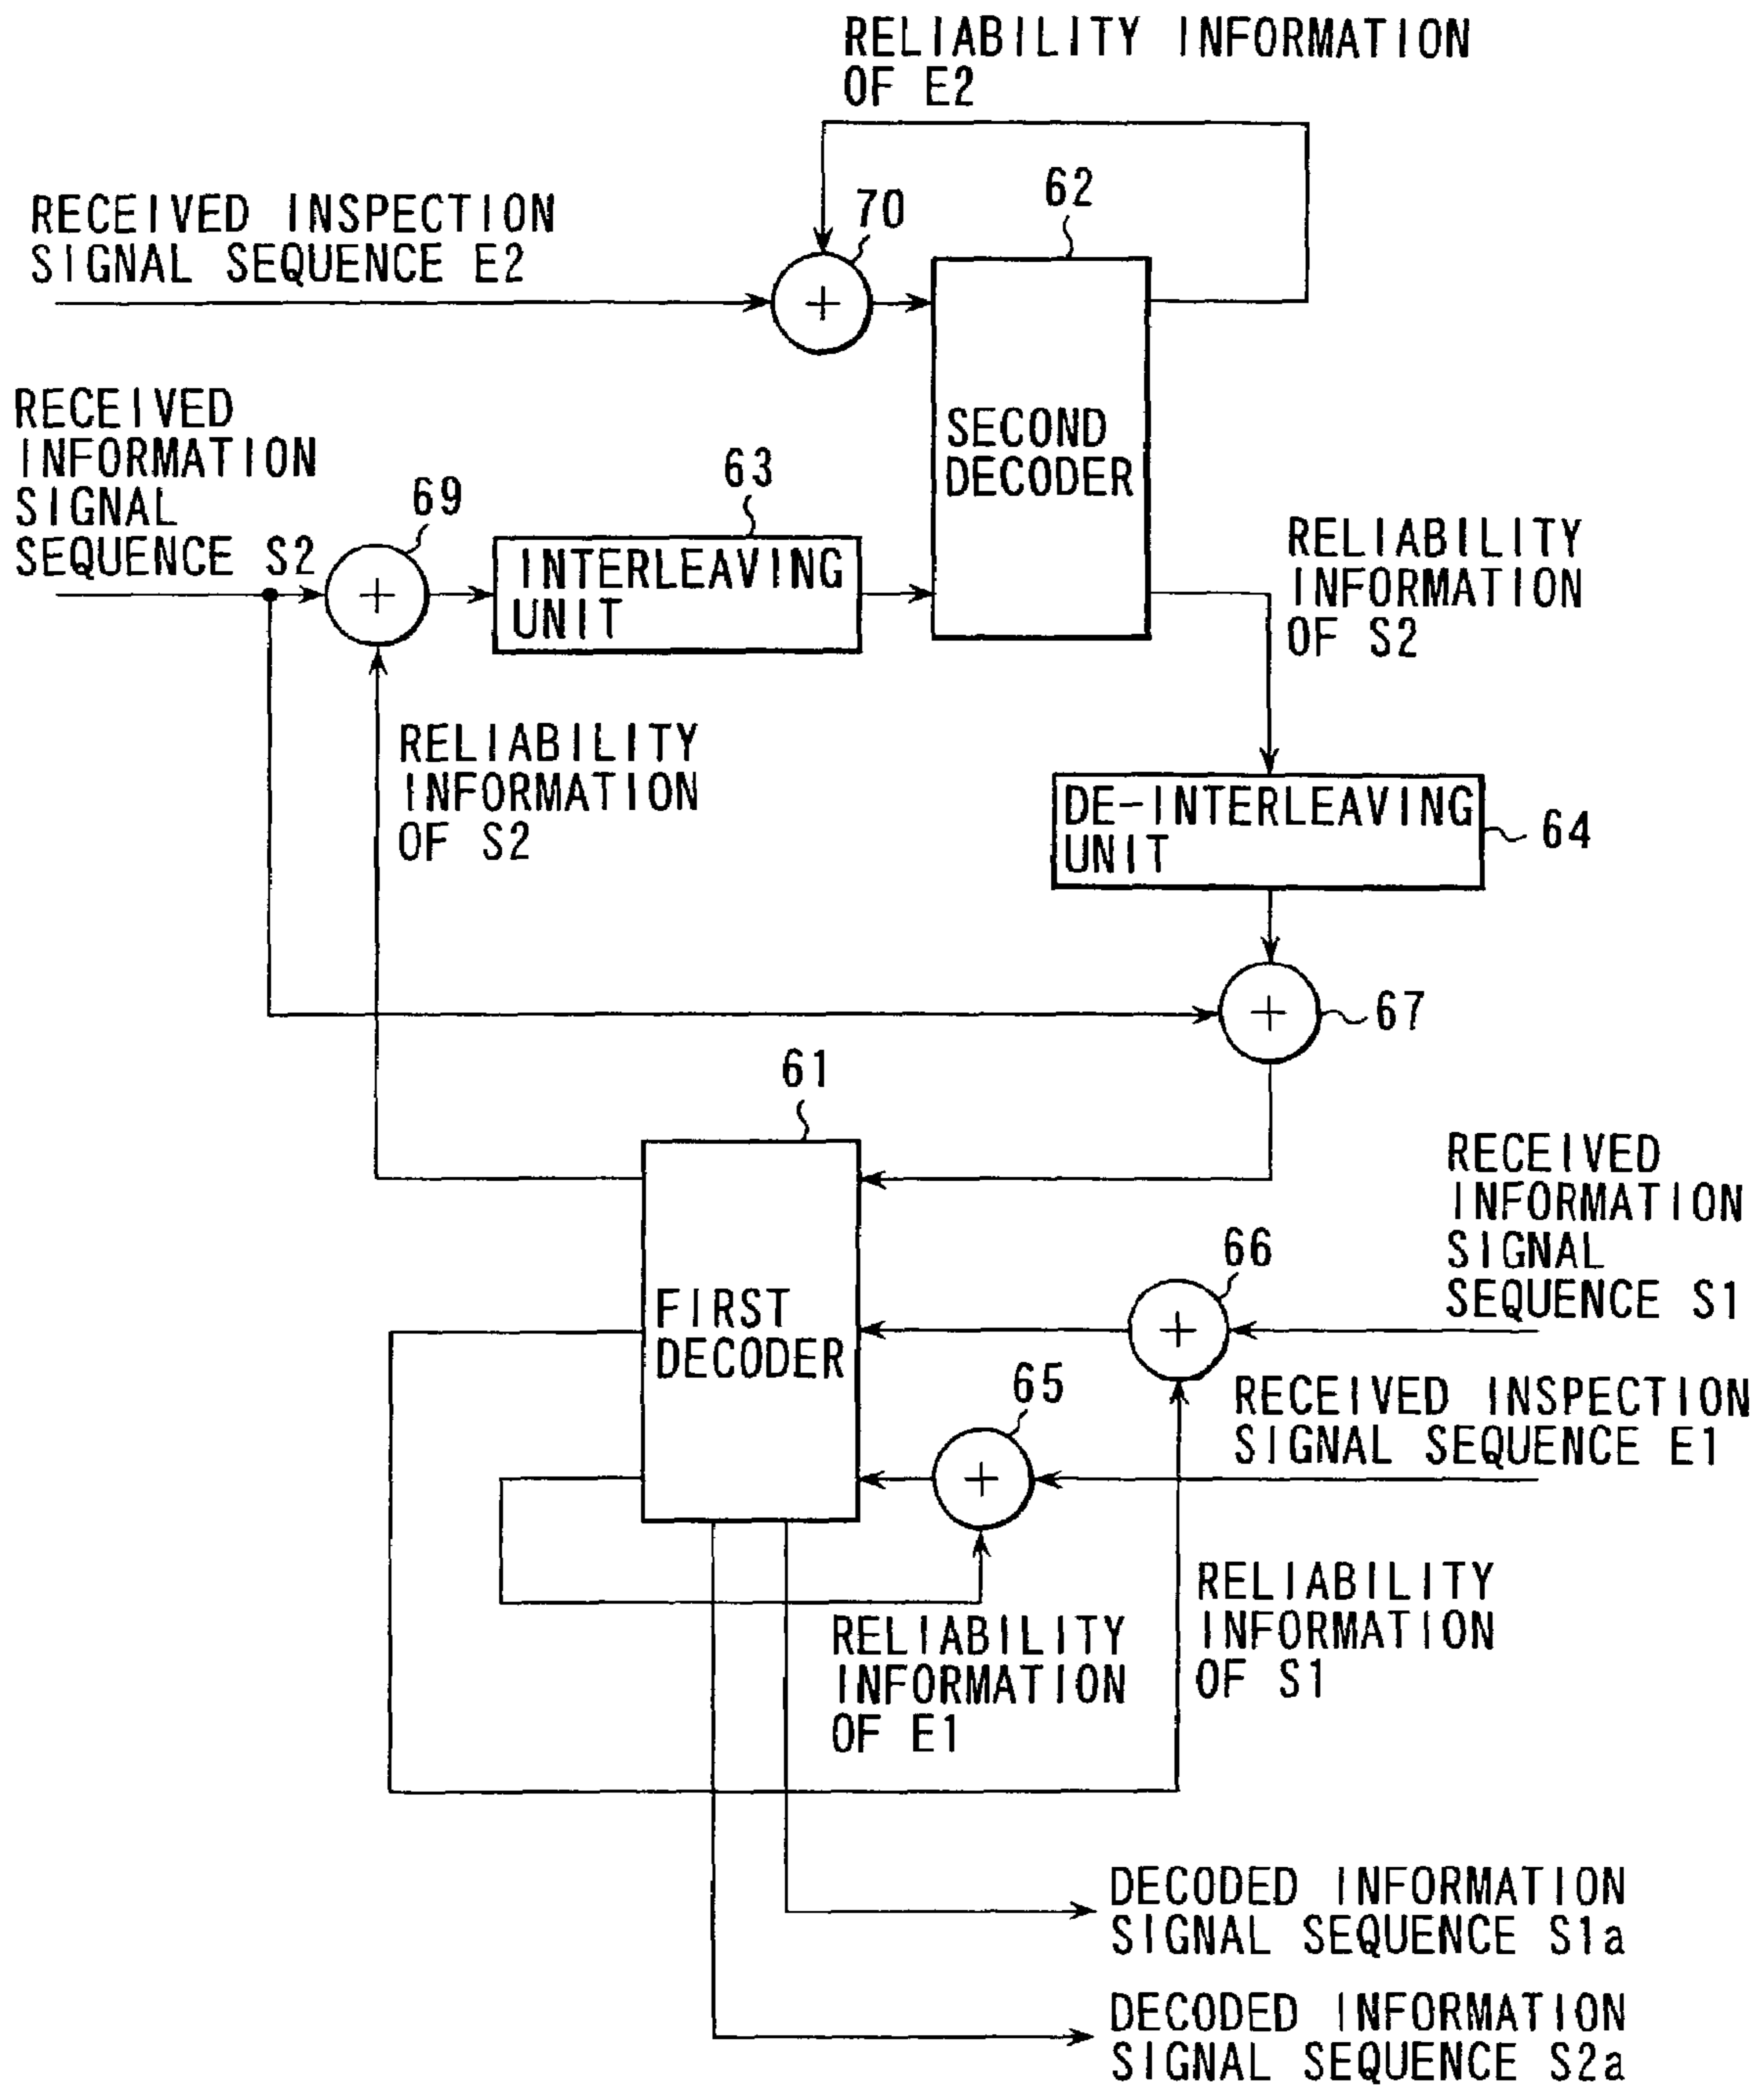 RELIABILITY INFORMATION
OF E2
RECEIVED INSPECTION
SIGNAL SEQUENCE E2
70
62
+
SECOND
DECODER
RECEIVED
INFORMATION
SIGNAL
SEQUENCE S2
69
+
63
INTERLEAVING
UNIT
RELIABILITY
INFORMATION
OF S2
RELIABILITY
INFORMATION
OF S2
DE-INTERLEAVING
UNIT
64
+
67
61
FIRST
DECODER
RECEIVED
INFORMATION
SIGNAL
SEQUENCE S1
66
+
65
+
RECEIVED INSPECTION
SIGNAL SEQUENCE E1
RELIABILITY
INFORMATION
OF E1
RELIABILITY
INFORMATION
OF S1
DECODED INFORMATION
SIGNAL SEQUENCE S1a
DECODED INFORMATION
SIGNAL SEQUENCE S2a